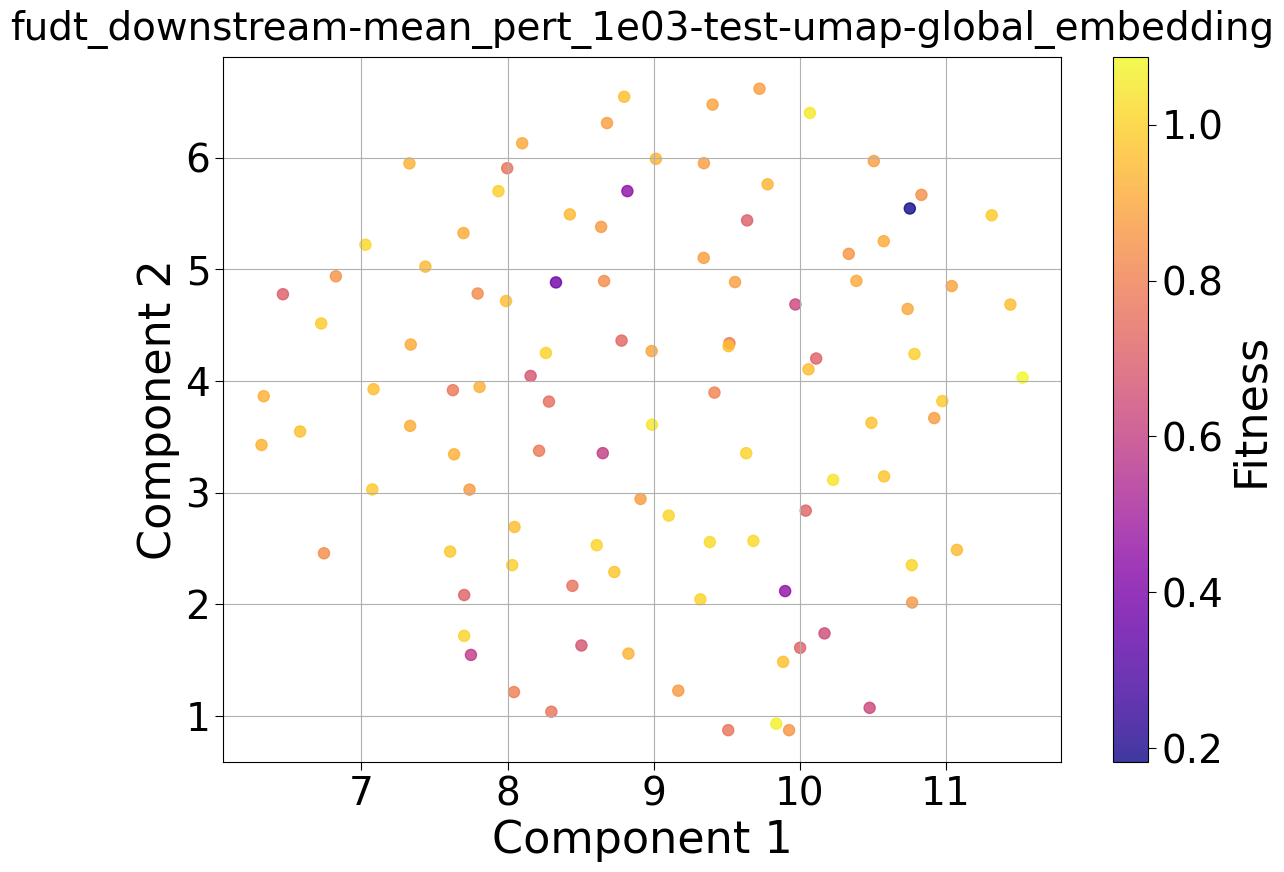 fudt_downstream-mean_pert_1e03-test-umap-global_embedding
6
5
4
3
2
1
Component 2
7 8 9 10 11
Component 1
1.0
0.8
0.6
0.4
0.2
Fitness